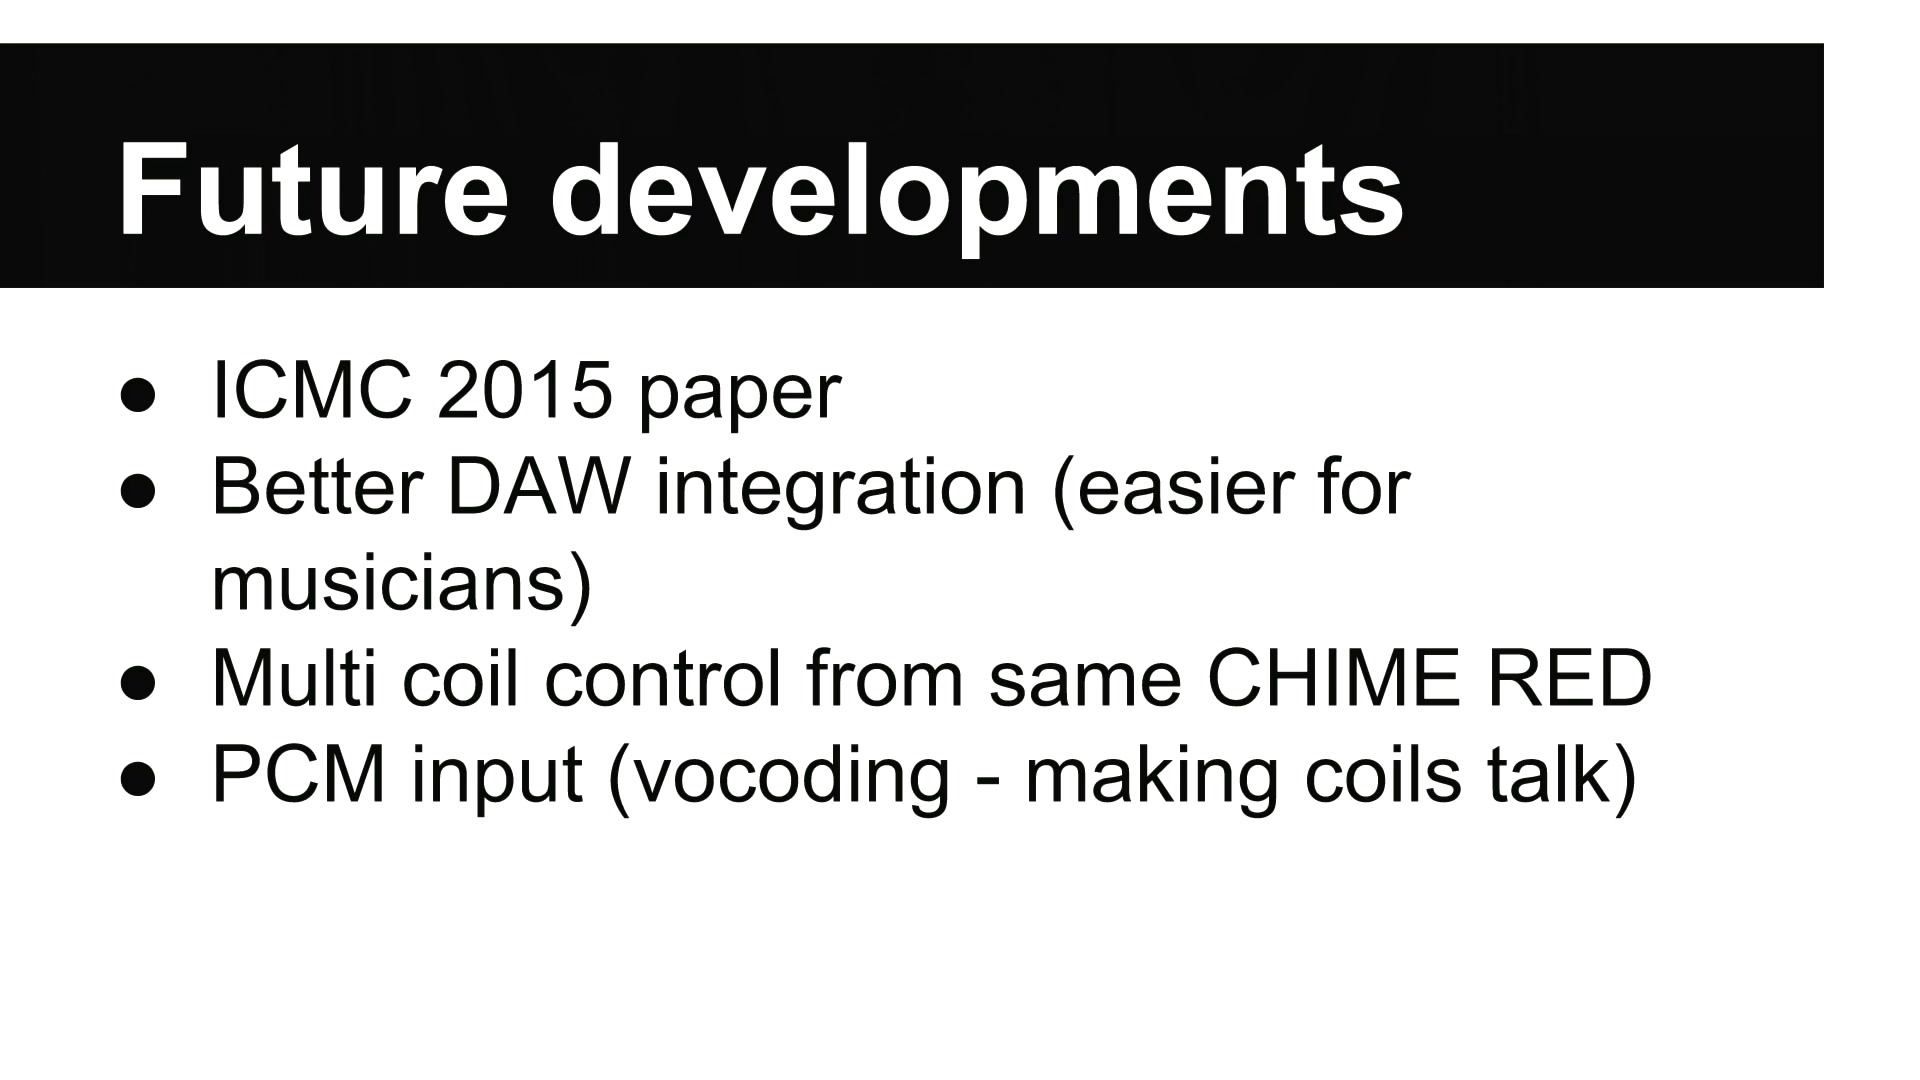 Future developments
● ICMC 2015 paper
● Better DAW integration (easier for
musicians)
● Multi coil control from same CHIME RED
● PCM input (vocoding - making coils talk)